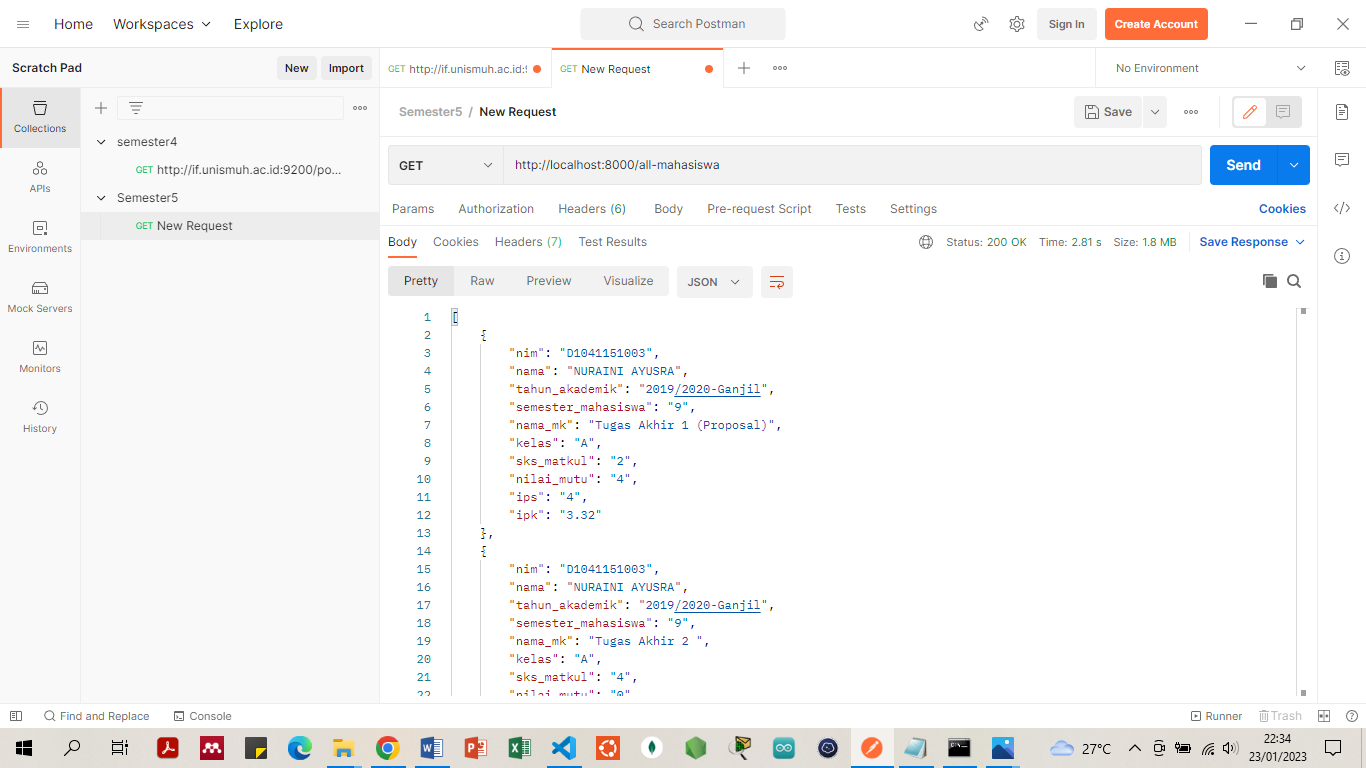 Home Workspaces Explore Search Postman Sign In Create Account
Scratch Pad New Import GET http://if.unismuh.ac.id:9 GET New Request No Environment
Semester5 / New Request Save
Collections
semester4
GET http://if.unismuh.ac.id:9200/po...
Semester5
GET New Request
APIs
Environments
Mock Servers
Monitors
History
GET http://localhost:8000/all-mahasiswa Send
Params Authorization Headers (6) Body Pre-request Script Tests Settings Cookies
Body Cookies Headers (7) Test Results Status: 200 OK Time: 2.81 s Size: 1.8 MB Save Response
Pretty Raw Preview Visualize JSON
1 [
2 {
3 "nim": "D1041151003",
4 "nama": "NURAINI AYUSRA",
5 "tahun_akademik": "2019/2020-Ganjil",
6 "semester_mahasiswa": "9",
7 "nama_mk": "Tugas Akhir 1 (Proposal)",
8 "kelas": "A",
9 "sks_matkul": "2",
10 "nilai_mutu": "4",
11 "ips": "4",
12 "ipk": "3.32"
13 },
14 {
15 "nim": "D1041151003",
16 "nama": "NURAINI AYUSRA",
17 "tahun_akademik": "2019/2020-Ganjil",
18 "semester_mahasiswa": "9",
19 "nama_mk": "Tugas Akhir 2 ",
20 "kelas": "A",
21 "sks_matkul": "4",
22 "nilai_mutu": "0"
Find and Replace Console Runner Trash
27°C 22:34
23/01/2023